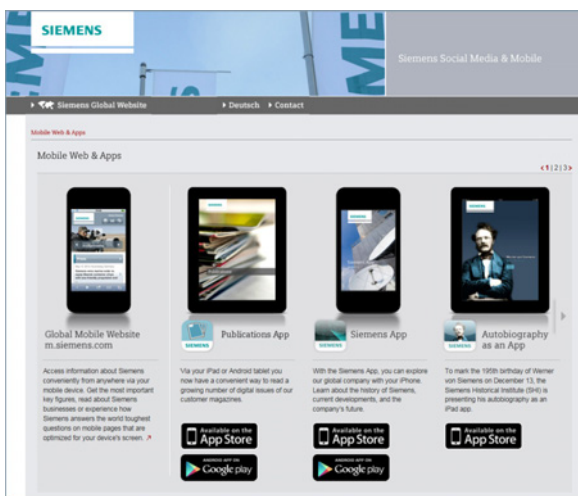 SIEMENS
Siemens Social Media & Mobile
Siemens Global Website
Deutsch
Contact
Mobile Web & Apps
Mobile Web & Apps
1|2|3
Global Mobile Website
m.siemens.com
Access information about Siemens
conveniently from anywhere via your
mobile device. Get the most important
key figures, read about Siemens
businesses or experience how
Siemens answers the world toughest
questions on mobile pages that are
optimized for your device's screen.
SIEMENS
Publications App
Via your iPad or Android tablet you
now have a convenient way to read a
growing number of digital issues of our
customer magazines.
Available on the
App Store
ANDROID APP ON
Google play
SIEMENS
Siemens App
With the Siemens App, you can explore
our global company with your iPhone.
Learn about the history of Siemens,
current developments, and the
company's future.
Available on the
App Store
ANDROID APP ON
Google play
SIEMENS
Autobiography
as an App
To mark the 195th birthday of Werner
von Siemens on December 13, the
Siemens Historical Institute (SHI) is
presenting his autobiography as an
iPad app.
Available on the
App Store